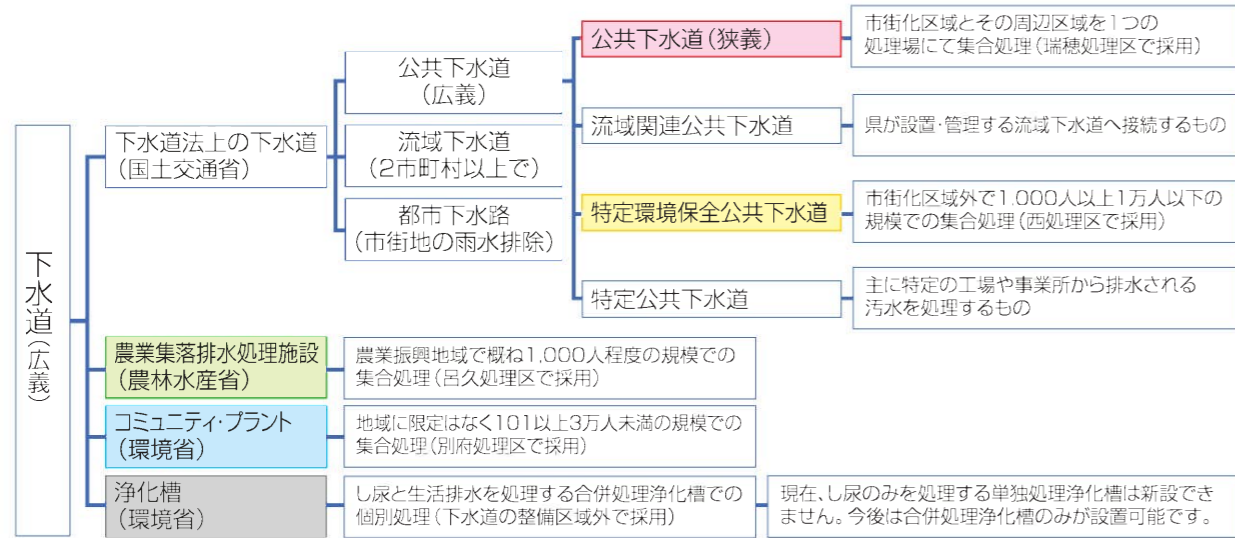 下水道(広義)
下水道法上の下水道
(国土交通省)
公共下水道
(広義)
流域下水道
(2市町村以上で)
都市下水路
(市街地の雨水排除)
公共下水道(狭義)
市街化区域とその周辺区域を1つの
処理場にて集合処理(瑞穂処理区で採用)
流域関連公共下水道
県が設置・管理する流域下水道へ接続するもの
特定環境保全公共下水道
市街化区域外で1,000人以上1万人以下の
規模での集合処理(西処理区で採用)
特定公共下水道
主に特定の工場や事業所から排水される
汚水を処理するもの
農業集落排水処理施設
(農林水産省)
農業振興地域で概ね1,000人程度の規模での
集合処理(呂久処理区で採用)
コミュニティ・プラント
(環境省)
地域に限定はなく101以上3万人未満の規模での
集合処理(別府処理区で採用)
浄化槽
(環境省)
し尿と生活排水を処理する合併処理浄化槽での
個別処理(下水道の整備区域外で採用)
現在、し尿のみを処理する単独処理浄化槽は新設でき
ません。今後は合併処理浄化槽のみが設置可能です。